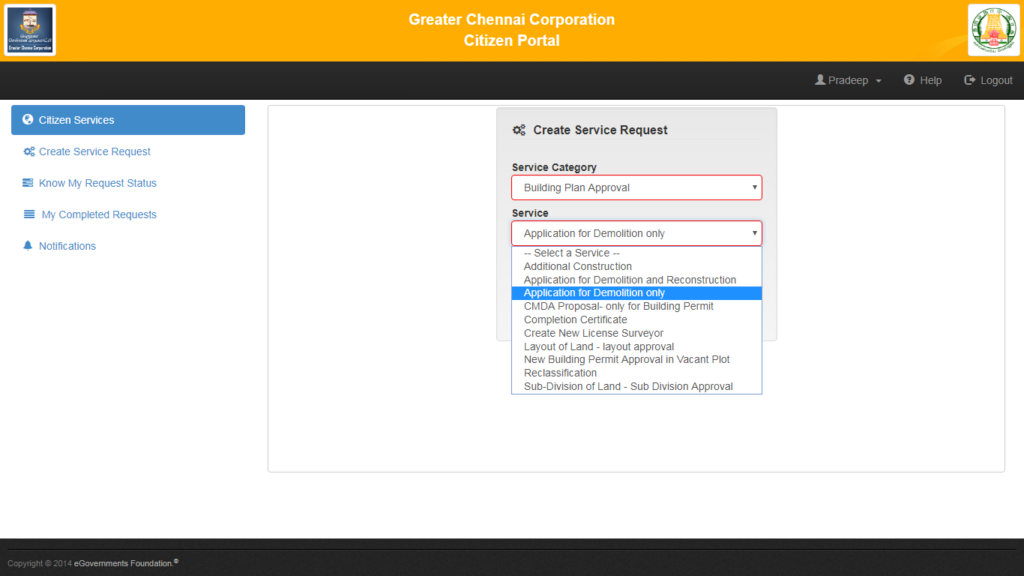 Greater Chennai Corporation
Citizen Portal
Greater Chennai Corporation
Pradeep
Help
Logout
Citizen Services
Create Service Request
Know My Request Status
My Completed Requests
Notifications
Create Service Request
Service Category
Building Plan Approval
Service
Application for Demolition only
-- Select a Service --
Additional Construction
Application for Demolition and Reconstruction
Application for Demolition only
CMDA Proposal- only for Building Permit
Completion Certificate
Create New License Surveyor
Layout of Land - layout approval
New Building Permit Approval in Vacant Plot
Reclassification
Sub-Division of Land - Sub Division Approval
Copyright © 2014 eGovernments Foundation.®